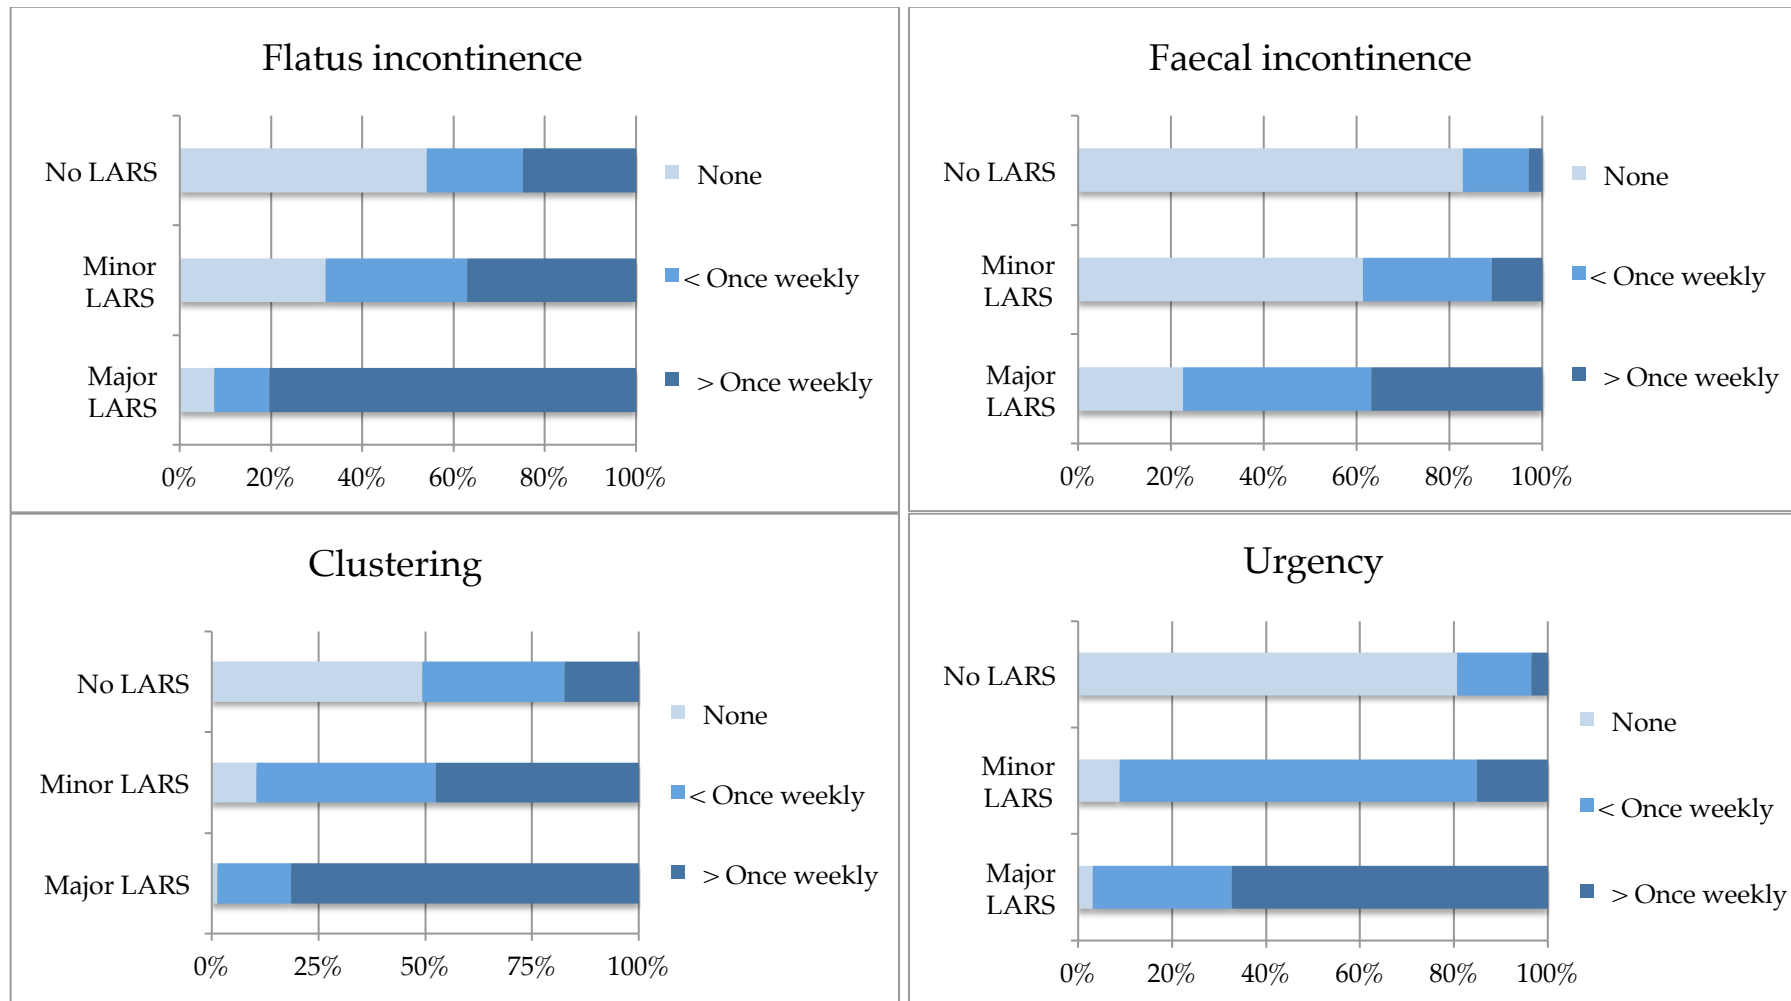 Flatus incontinence
No LARS
Minor
LARS
Major
LARS
0% 20% 40% 60% 80% 100%
None
< Once weekly
> Once weekly
Faecal incontinence
No LARS
Minor
LARS
Major
LARS
0% 20% 40% 60% 80% 100%
None
< Once weekly
> Once weekly
Clustering
No LARS
Minor LARS
Major LARS
0% 25% 50% 75% 100%
None
< Once weekly
> Once weekly
Urgency
No LARS
Minor
LARS
Major
LARS
0% 20% 40% 60% 80% 100%
None
< Once weekly
> Once weekly